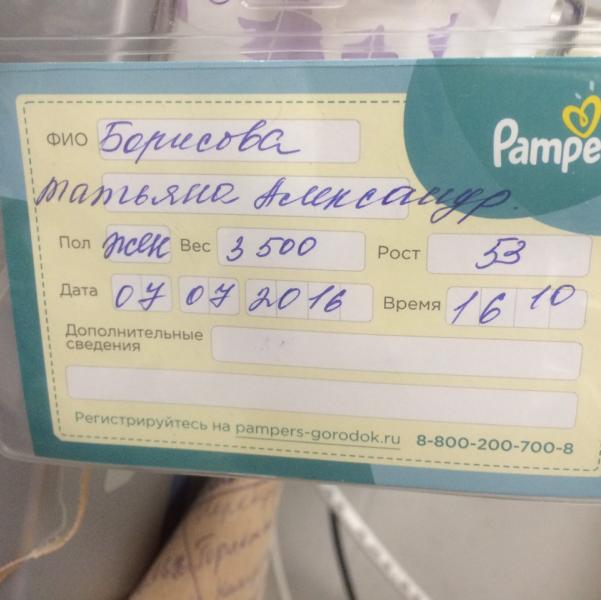 Pampe
ФИО Борисова
Татьяна Александр.
Пол жен Вес 3 500 Рост 53
Дата 07 07 2016 Время 16 10
Дополнительные
сведения
Регистрируйтесь на pampers-gorodok.ru 8-800-200-700-8